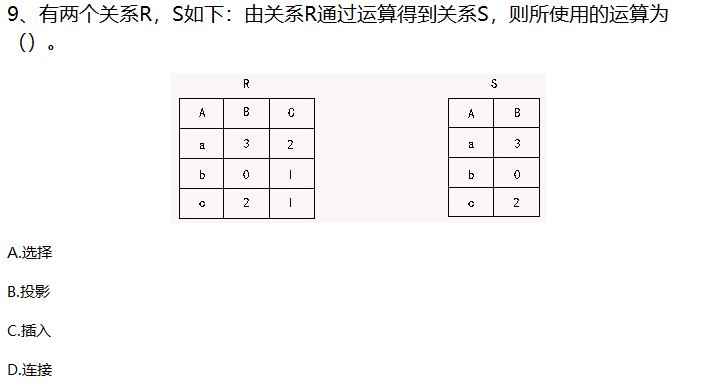 9、有两个关系R，S如下：由关系R通过运算得到关系S，则所使用的运算为
（）。
R S
A B C A B
a 3 2 a 3
b 0 1 b 0
c 2 1 c 2
A.选择
B.投影
C.插入
D.连接